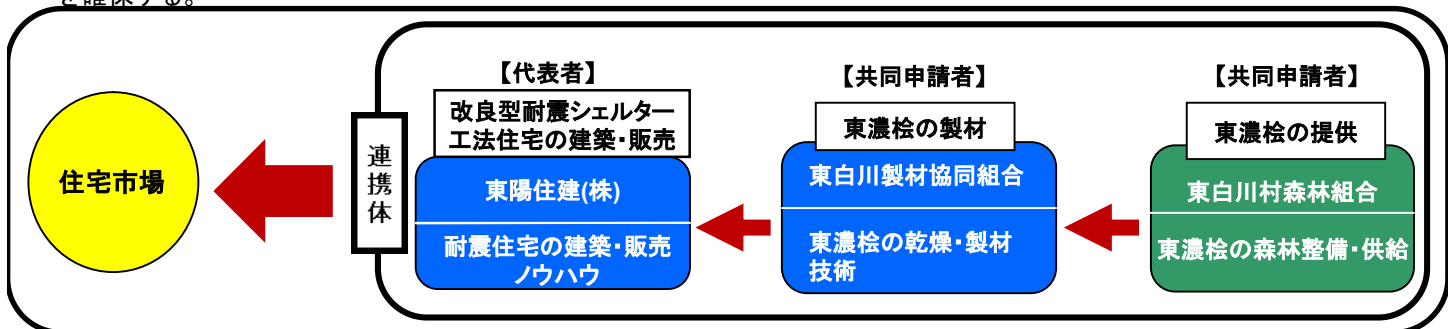 を確保する。
住宅市場
連携体
【代表者】
改良型耐震シェルター
工法住宅の建築・販売
東陽住建(株)
耐震住宅の建築・販売
ノウハウ
【共同申請者】
東濃桧の製材
東白川製材協同組合
東濃桧の乾燥・製材
技術
【共同申請者】
東濃桧の提供
東白川村森林組合
東濃桧の森林整備・供給